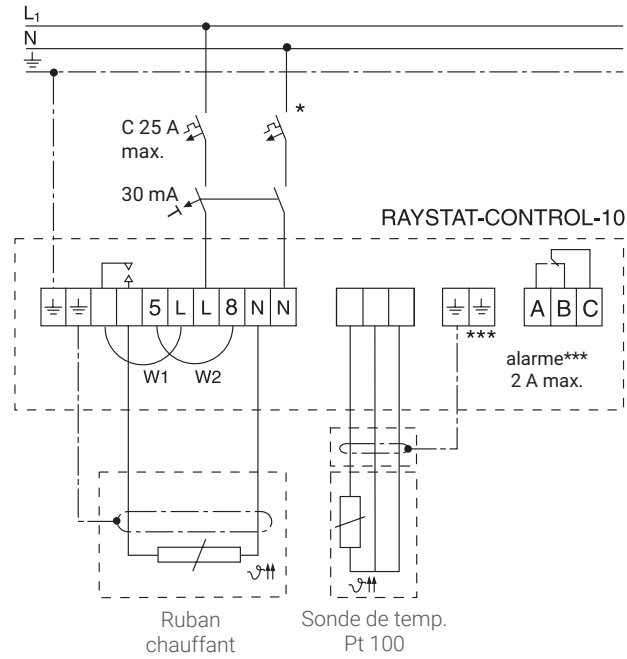 L1
N
*
C 25 A
max.
30 mA
RAYSTAT-CONTROL-10
5 L L 8 N N
A B C
***
W1 W2
alarme***
2 A max.
ϑ
ϑ
Ruban
chauffant
Sonde de temp.
Pt 100